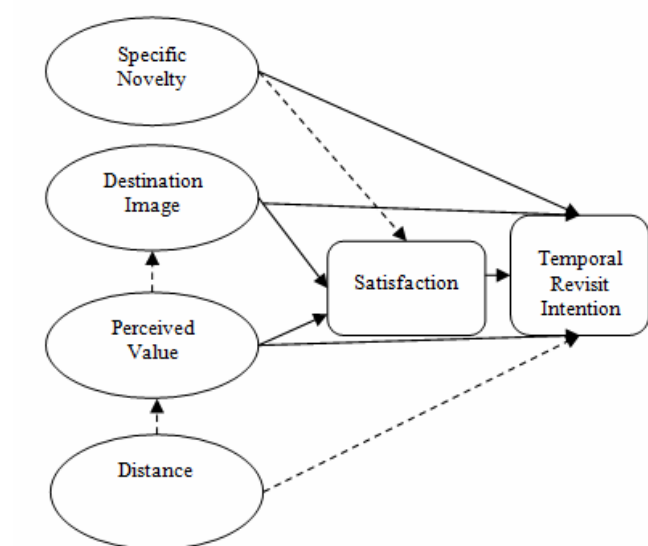 Specific
Novelty
Destination
Image
Satisfaction
Temporal
Revisit
Intention
Perceived
Value
Distance